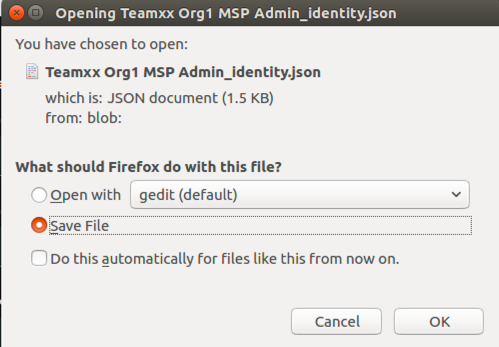 Opening Teamxx Org1 MSP Admin_identity.json
You have chosen to open:
Teamxx Org1 MSP Admin_identity.json
which is: JSON document (1.5 KB)
from: blob:
What should Firefox do with this file?
Open with gedit (default)
Save File
Do this automatically for files like this from now on.
Cancel OK